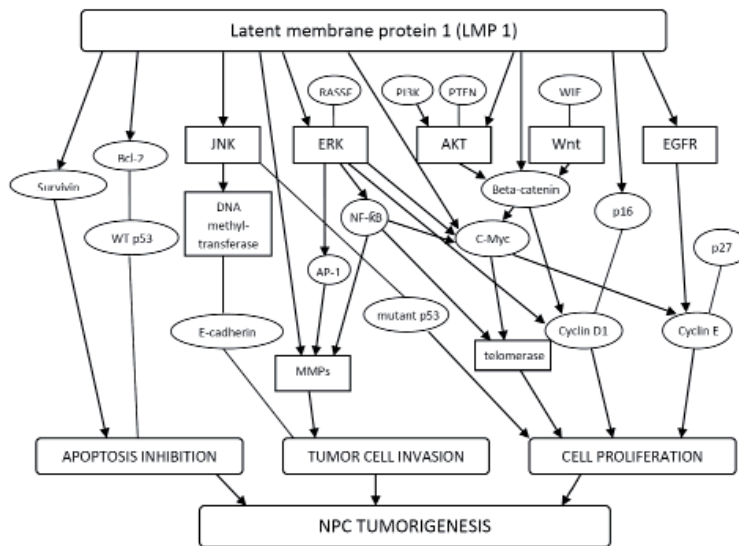 Latent membrane protein 1 (LMP 1)
RASSF
PI3K
PTEN
WIF
JNK
ERK
AKT
Wnt
EGFR
Bcl-2
Survivin
Beta-catenin
DNA
methyl-
transferase
NF-κB
p16
WT p53
C-Myc
p27
AP-1
E-cadherin
mutant p53
Cyclin D1
Cyclin E
telomerase
MMPs
APOPTOSIS INHIBITION
TUMOR CELL INVASION
CELL PROLIFERATION
NPC TUMORIGENESIS